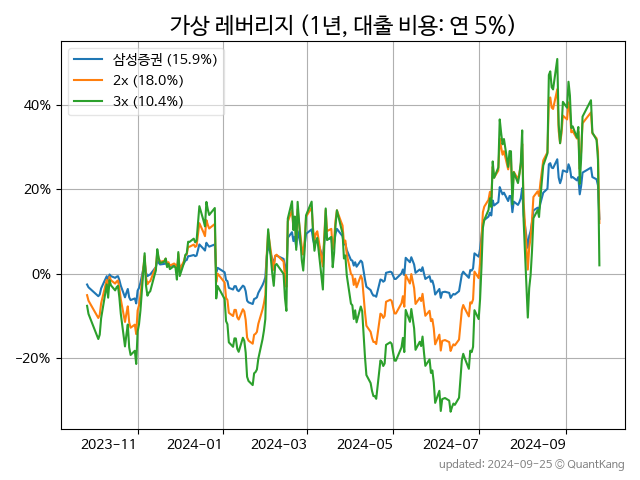 가상 레버리지 (1년, 대출 비용: 연 5%)
삼성증권 (15.9%)
2x (18.0%)
3x (10.4%)
40%
20%
0%
−20%
2023-11
2024-01
2024-03
2024-05
2024-07
2024-09
updated: 2024-09-25 © QuantKang